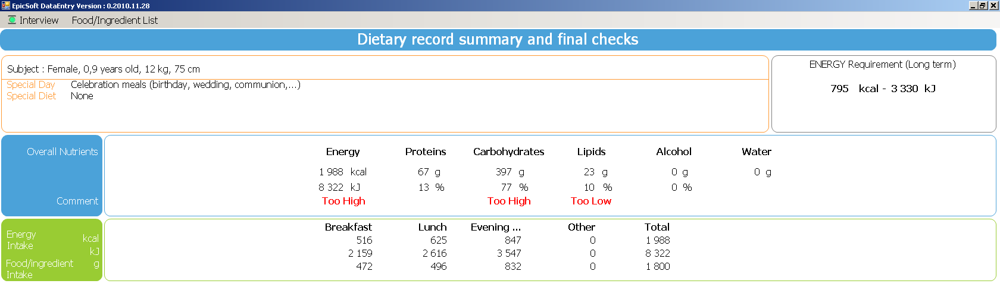 EpicSoft DataEntry Version : 0.2010.11.28
Interview Food/Ingredient List
Dietary record summary and final checks
Subject : Female, 0,9 years old, 12 kg, 75 cm
ENERGY Requirement (Long term)
Special Day Celebration meals (birthday, wedding, communion,...)
795 kcal - 3 330 kJ
Special Diet None
Overall Nutrients Energy Proteins Carbohydrates Lipids Alcohol Water
1 988 kcal 67 g 397 g 23 g 0 g 0 g
8 322 kJ 13 % 77 % 10 % 0 %
Comment Too High Too High Too Low
Breakfast Lunch Evening ... Other Total
Energy Intake kcal 516 625 847 0 1 988
kJ 2 159 2 616 3 547 0 8 322
Food/ingredient Intake g 472 496 832 0 1 800